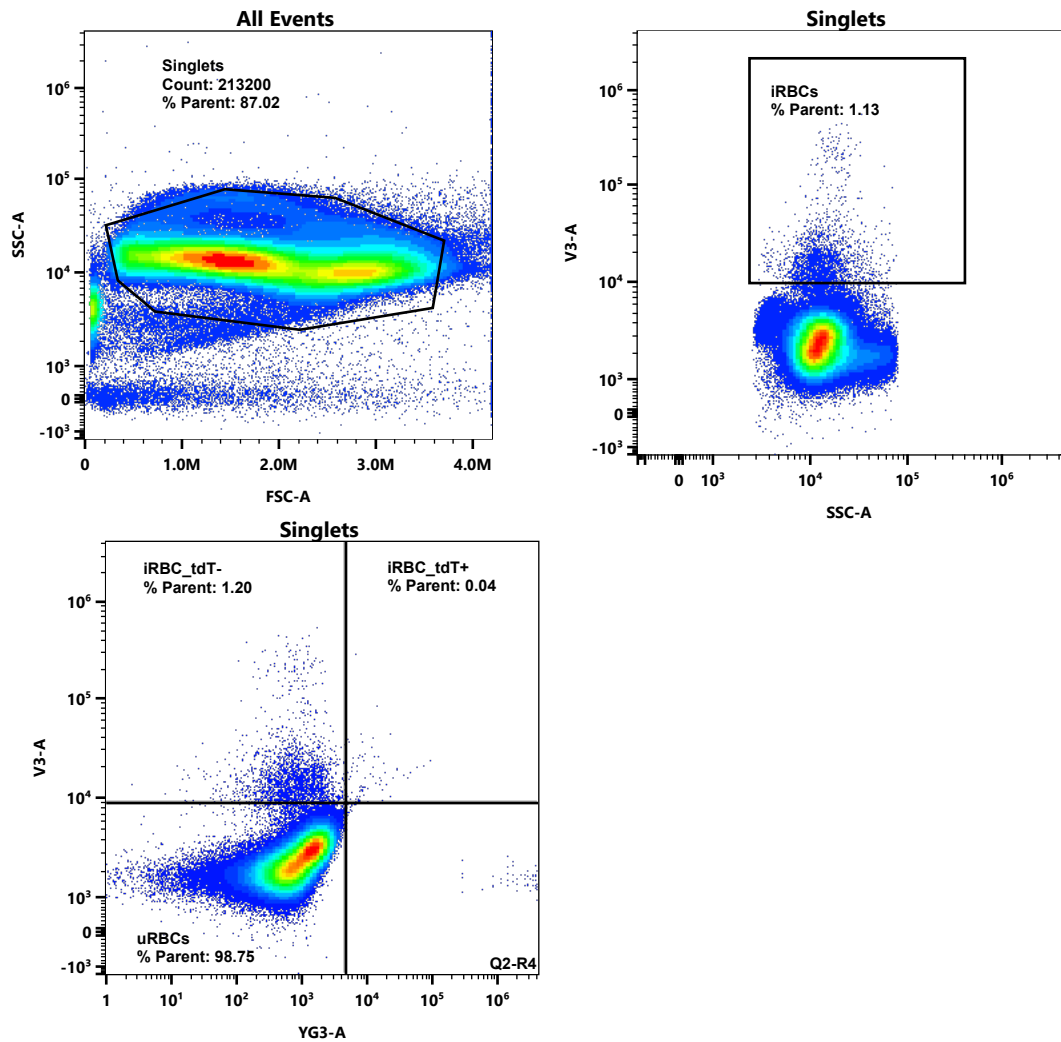 All Events
Singlets
Count: 213200
% Parent: 87.02
SSC-A
10⁶
10⁵
10⁴
10³
0
-10³
0
1.0M
2.0M
3.0M
4.0M
FSC-A
Singlets
iRBCs
% Parent: 1.13
V3-A
10⁶
10⁵
10⁴
10³
0
-10³
0
10³
10⁴
10⁵
10⁶
SSC-A
Singlets
iRBC_tdT-
% Parent: 1.20
iRBC_tdT+
% Parent: 0.04
V3-A
10⁶
10⁵
10⁴
10³
0
-10³
uRBCs
% Parent: 98.75
Q2-R4
1
10¹
10²
10³
10⁴
10⁵
10⁶
YG3-A